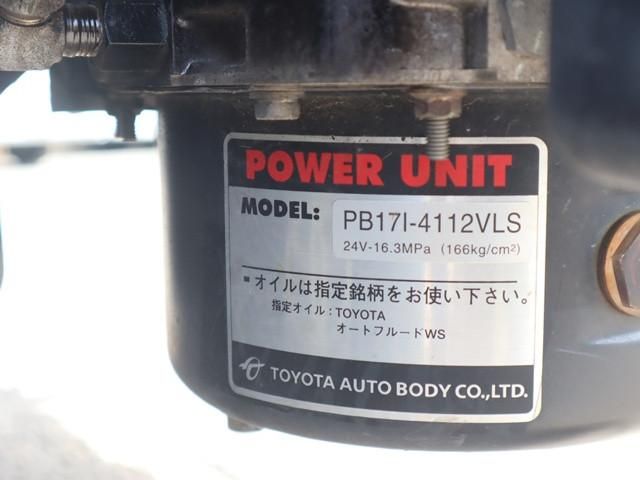 POWER UNIT
MODEL: PB17I-4112VLS
24V-16.3MPa (166kg/cm²)
・オイルは指定銘柄をお使い下さい。
指定オイル：TOYOTA
オートフルードWS
TOYOTA AUTO BODY CO.,LTD.